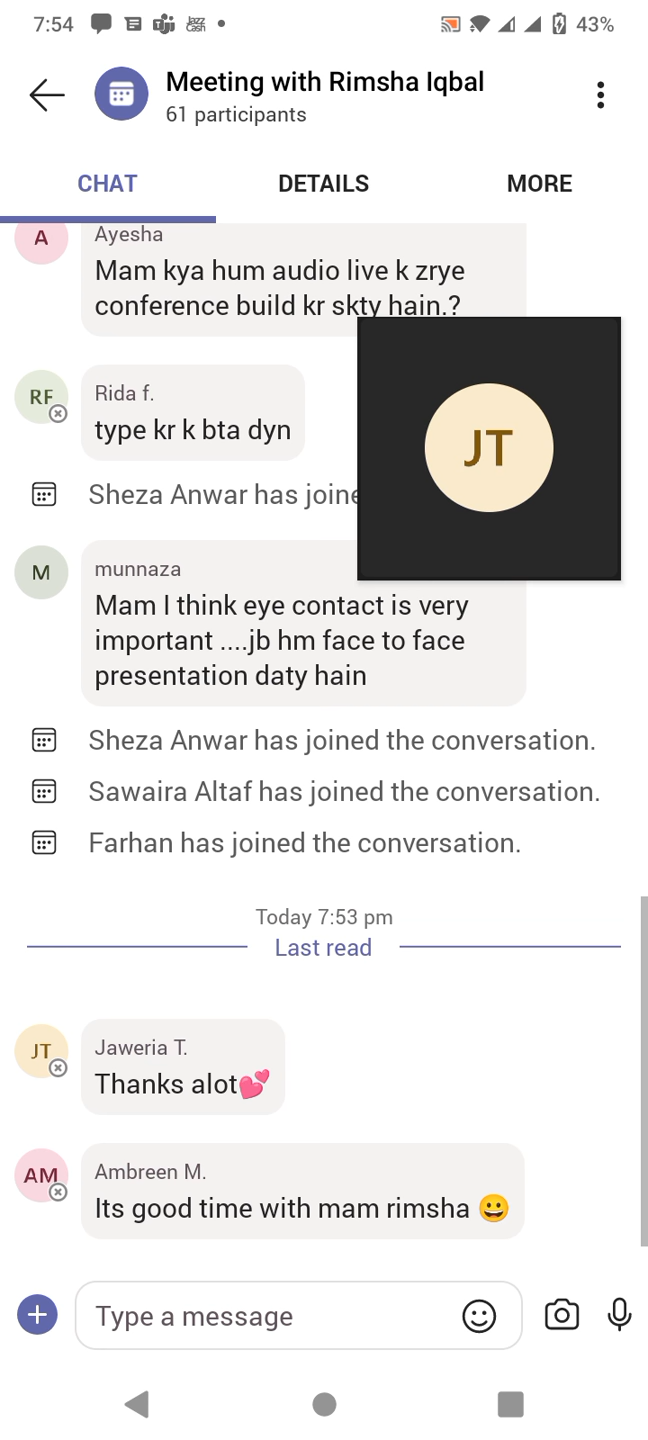 7:54
43%
Meeting with Rimsha Iqbal
61 participants
CHAT
DETAILS
MORE
A
Ayesha
Mam kya hum audio live k zrye
conference build kr skty hain.?
RF
Rida f.
type kr k bta dyn
JT
Sheza Anwar has joine
M
munnaza
Mam I think eye contact is very
important ....jb hm face to face
presentation daty hain
Sheza Anwar has joined the conversation.
Sawaira Altaf has joined the conversation.
Farhan has joined the conversation.
Today 7:53 pm
Last read
JT
Jaweria T.
Thanks alot💕
AM
Ambreen M.
Its good time with mam rimsha 😀
Type a message